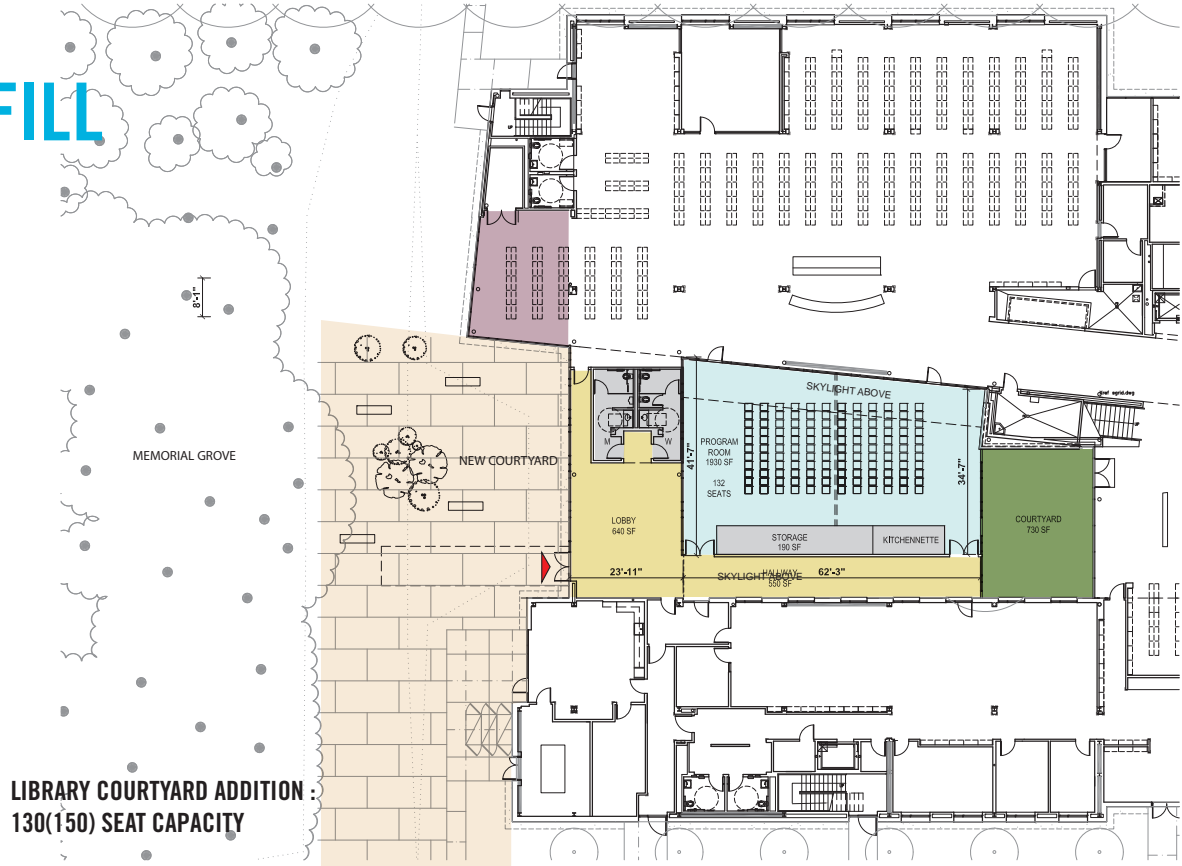 FILL
8'-1"
MEMORIAL GROVE
NEW COURTYARD
SKYLIGHT ABOVE
M
W
PROGRAM
ROOM
1930 SF
132
SEATS
41'-7"
34'-7"
LOBBY
640 SF
COURTYARD
730 SF
STORAGE
190 SF
KITCHENNETTE
23'-11"
HALLWAY
550 SF
SKYLIGHT ABOVE
62'-3"
LIBRARY COURTYARD ADDITION :
130(150) SEAT CAPACITY